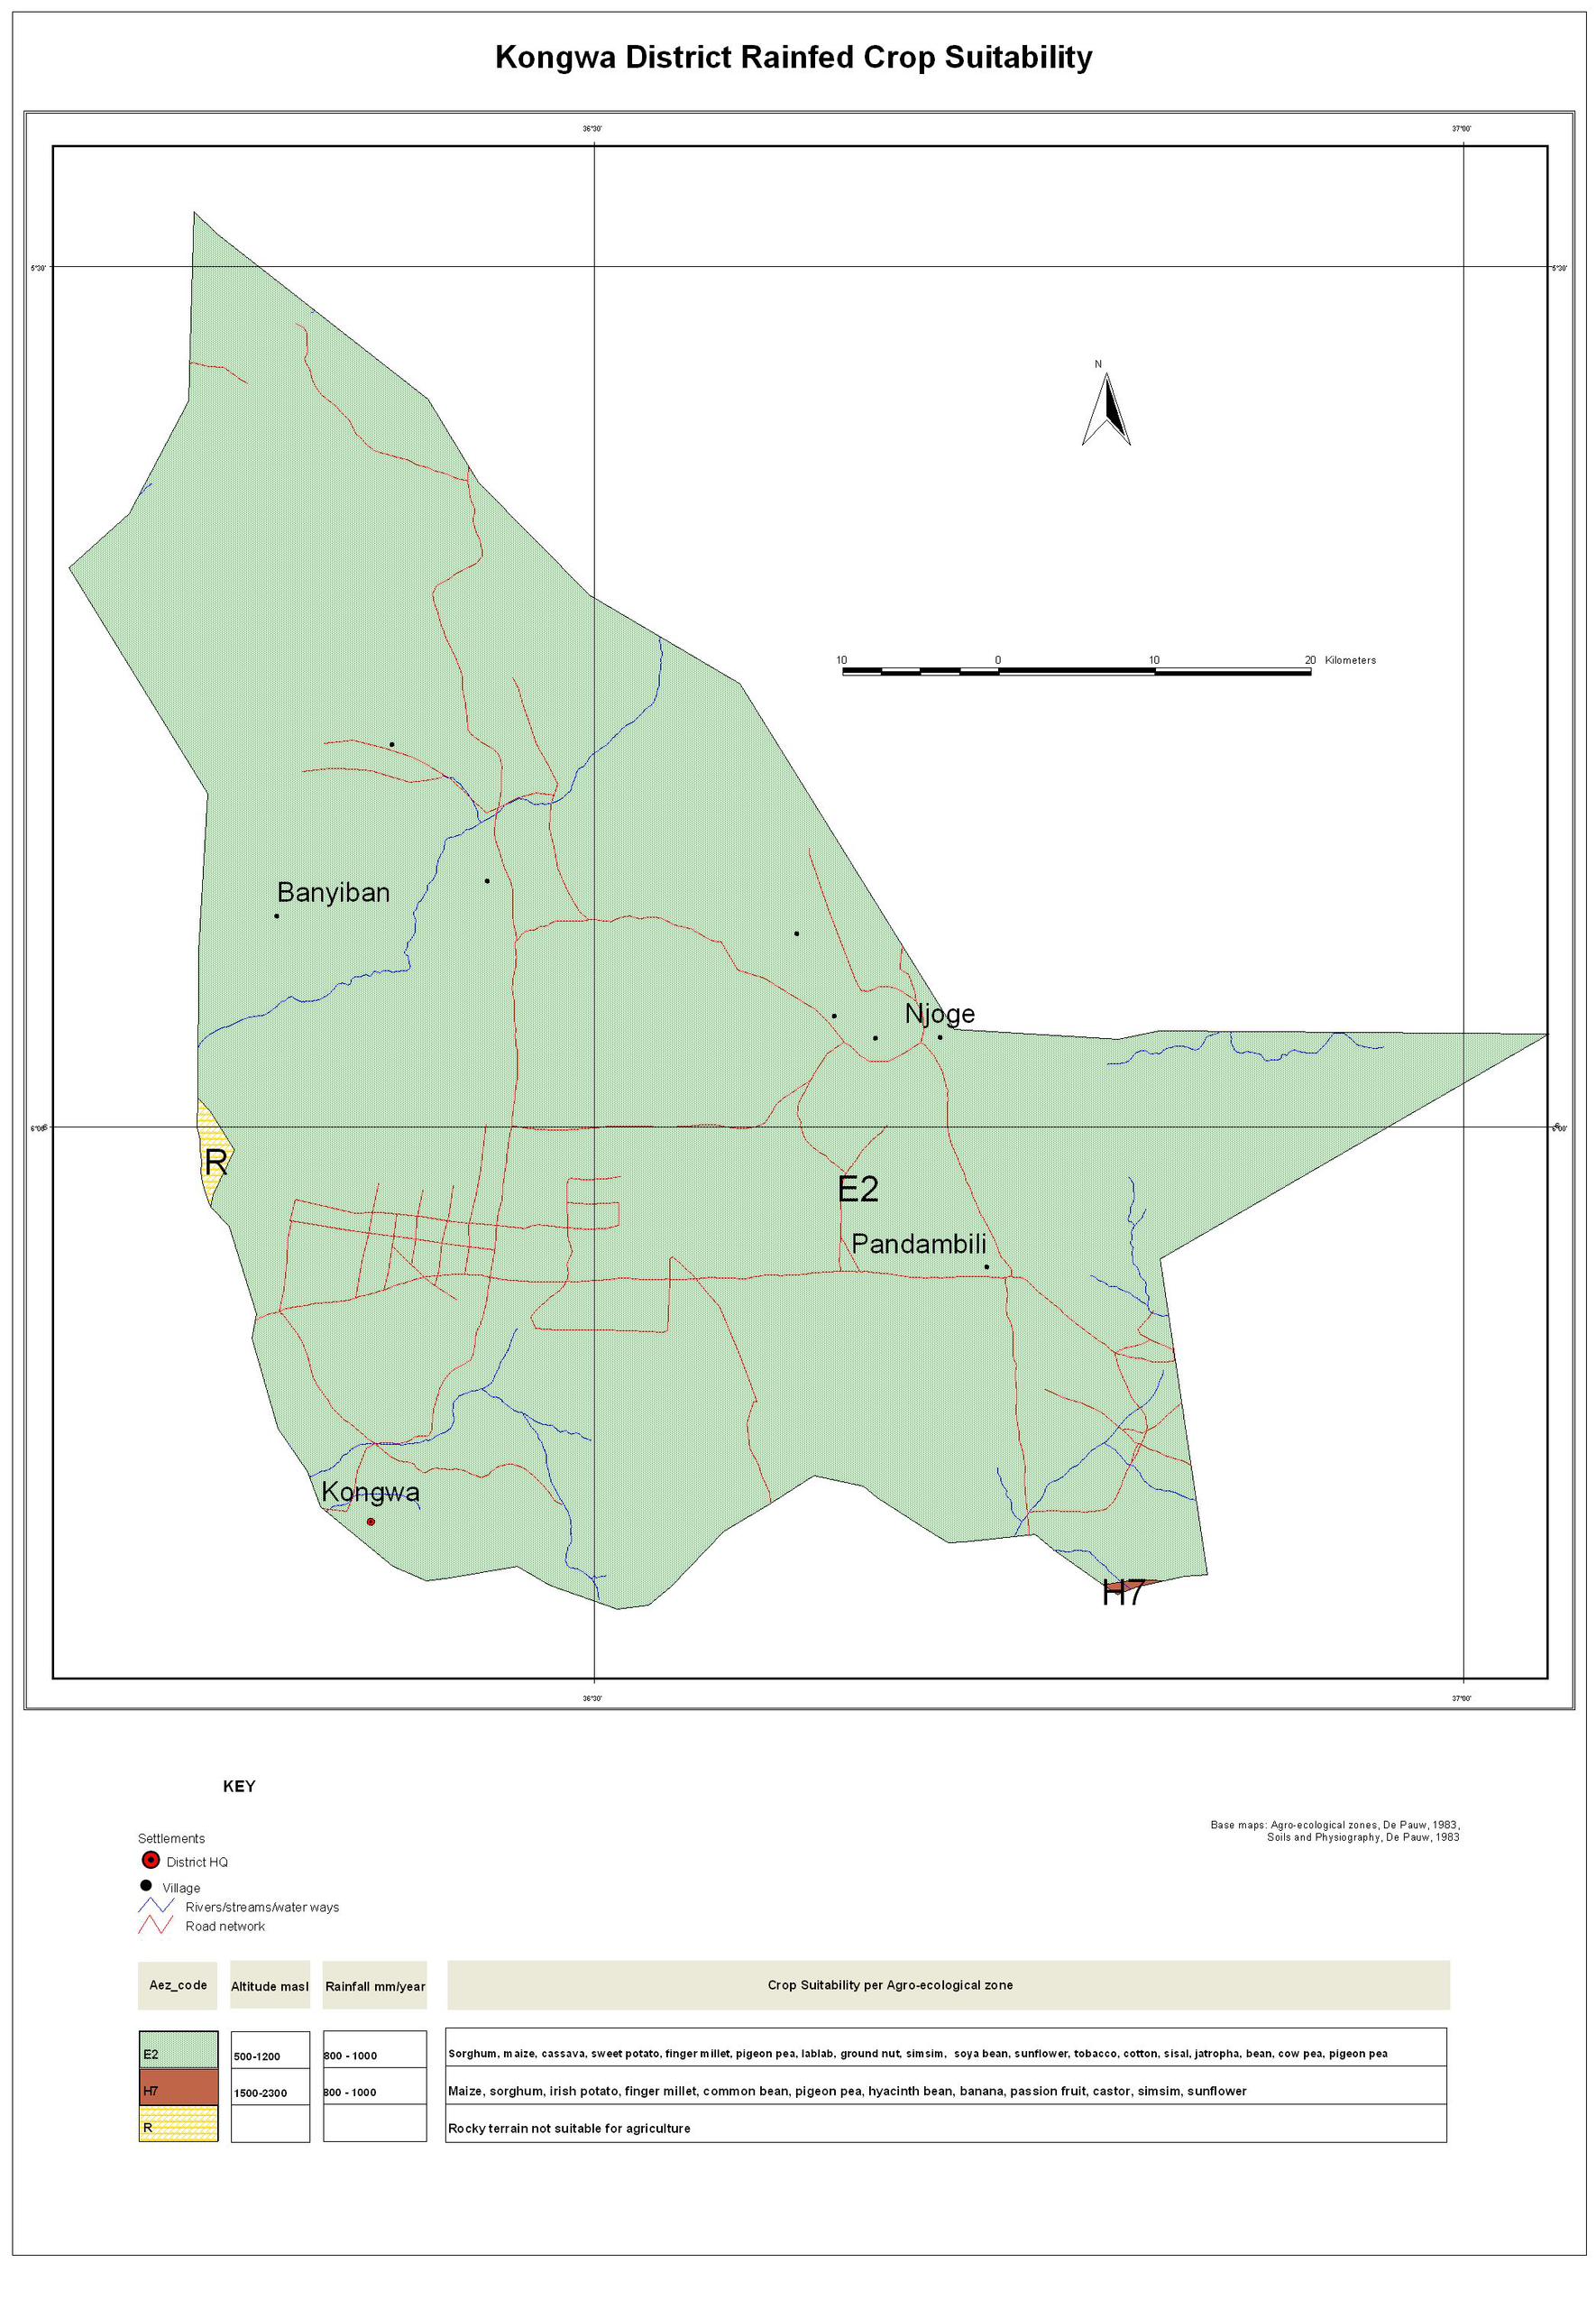 Kongwa District Rainfed Crop Suitability
36°30' 37°00'
5°30' 5°30'
N
10 0 10 20 Kilometers
Banyiban
Njoge
6°00'
R
E2
Pandambili
Kongwa
H7
36°30' 37°00'
KEY
Base maps: Agro-ecological zones, De Pauw, 1983,
Soils and Physiography, De Pauw, 1983
Settlements
District HQ
Village
Rivers/streams/water ways
Road network
Aez_code Altitude masl Rainfall mm/year Crop Suitability per Agro-ecological zone
E2 500-1200 800 - 1000 Sorghum, maize, cassava, sweet potato, finger millet, pigeon pea, lablab, ground nut, simsim, soya bean, sunflower, tobacco, cotton, sisal, jatropha, bean, cow pea, pigeon pea
H7 1500-2300 800 - 1000 Maize, sorghum, irish potato, finger millet, common bean, pigeon pea, hyacinth bean, banana, passion fruit, castor, simsim, sunflower
R Rocky terrain not suitable for agriculture